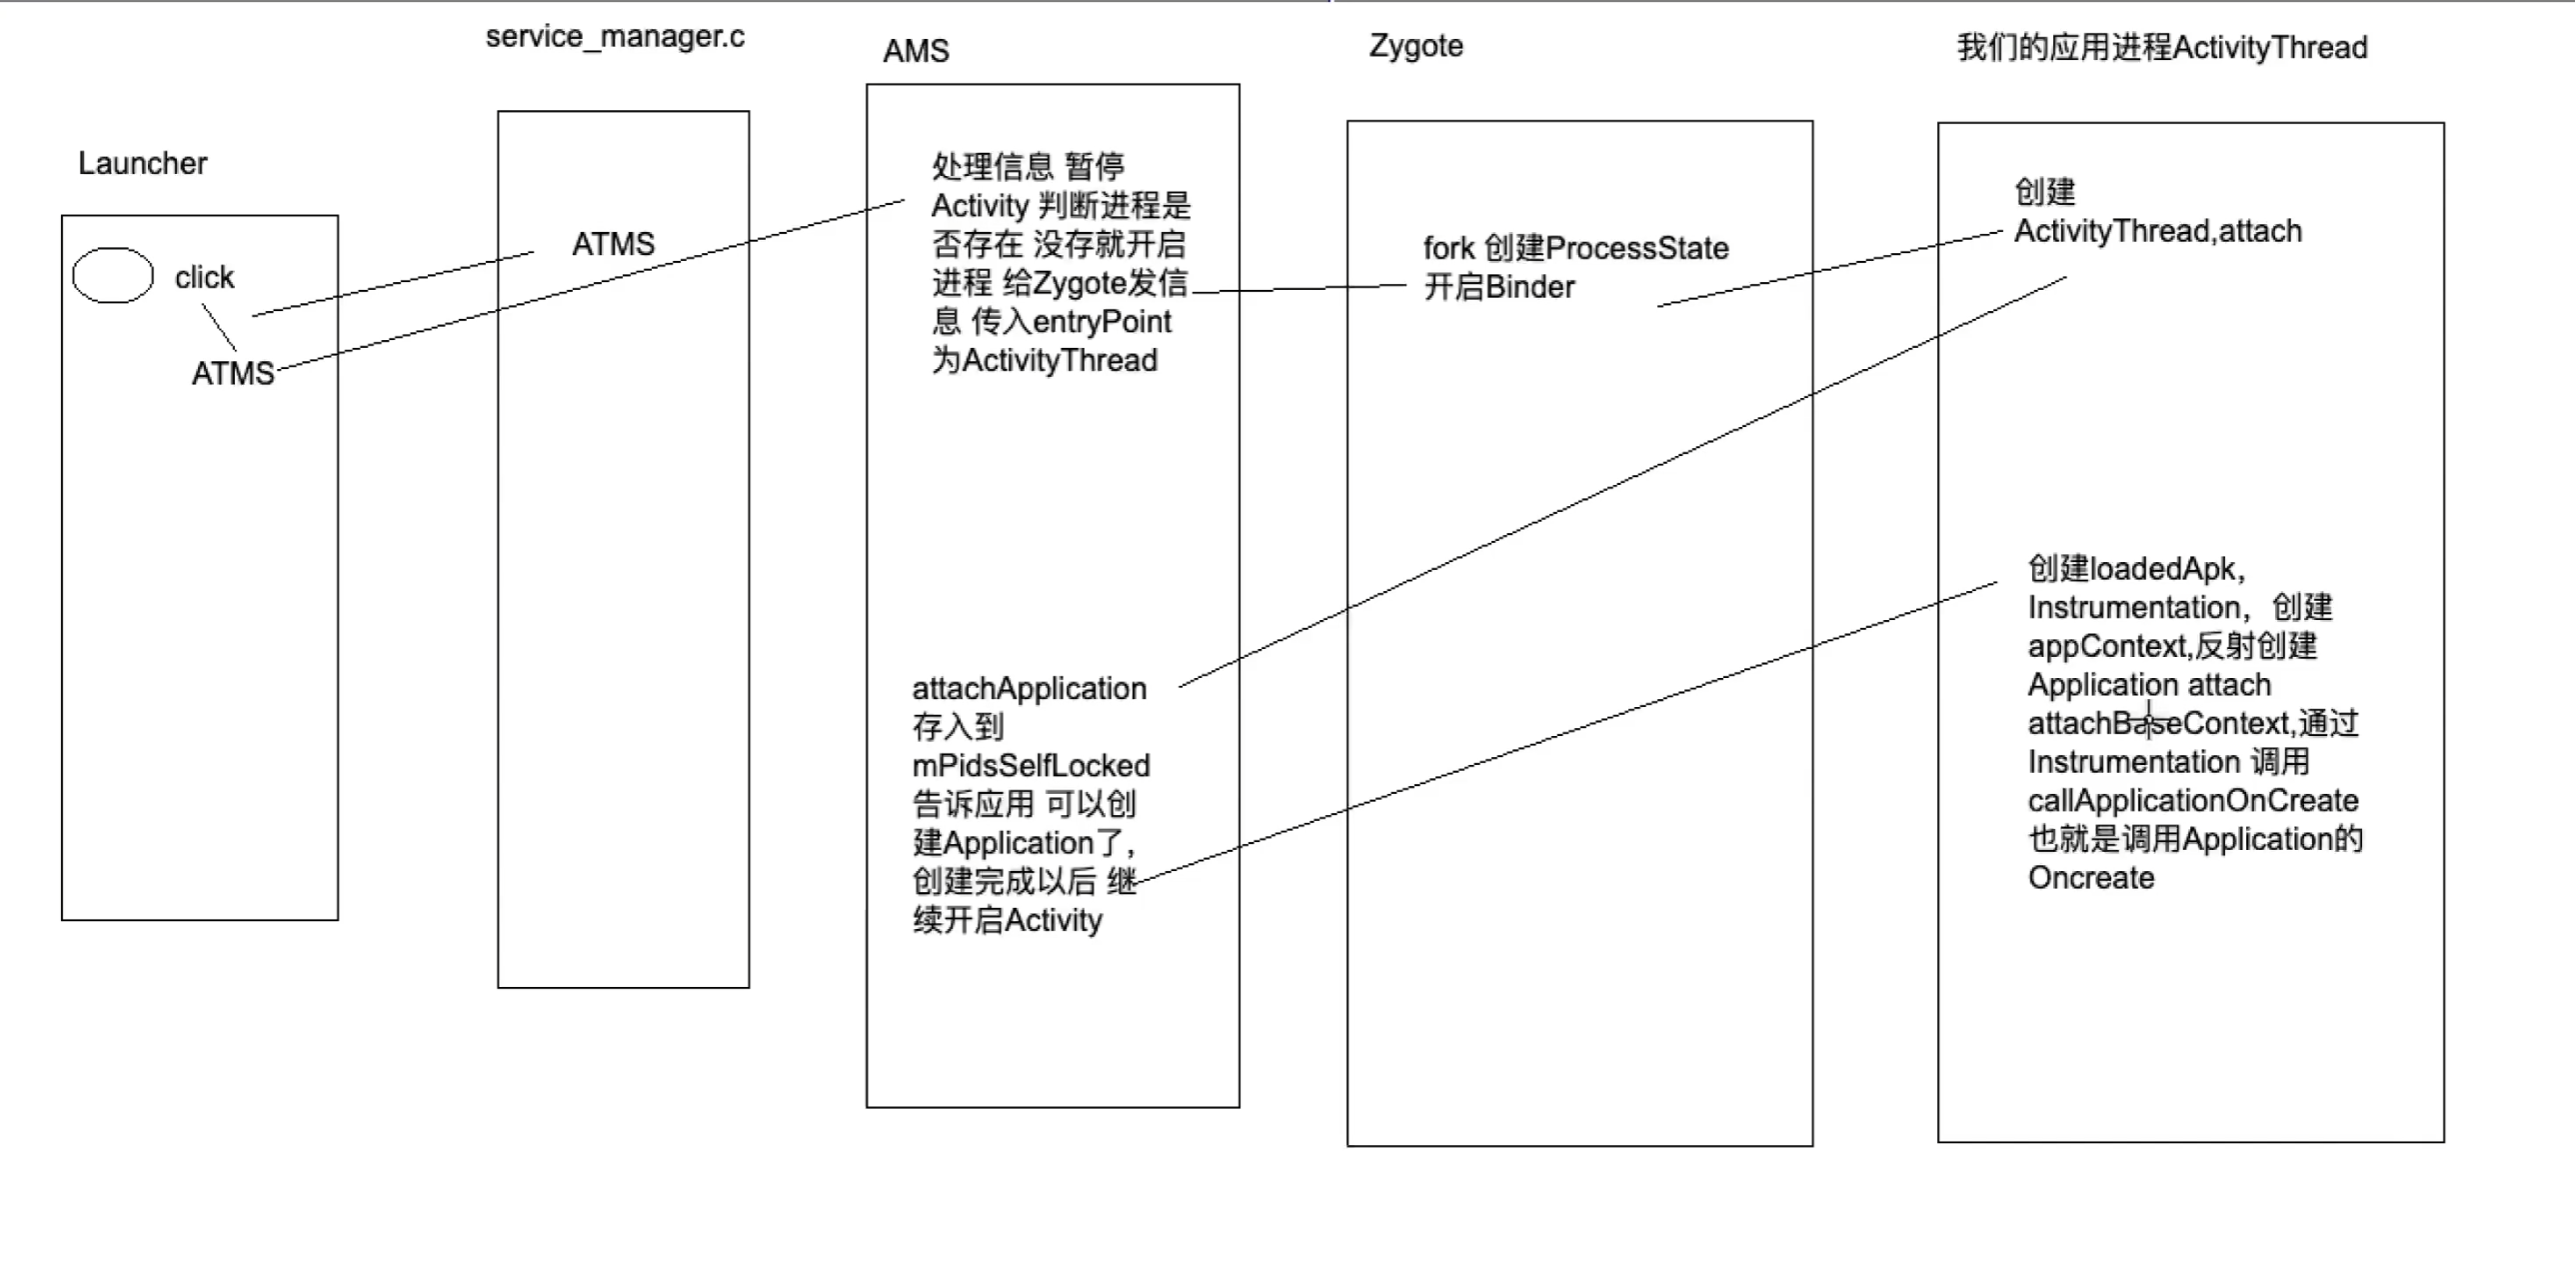 service_manager.c
AMS
Zygote
我们的应用进程ActivityThread
Launcher
click
ATMS
ATMS
处理信息 暂停
Activity 判断进程是
否存在 没存就开启
进程 给Zygote发信
息 传入entryPoint
为ActivityThread
fork 创建ProcessState
开启Binder
创建
ActivityThread,attach
attachApplication
存入到
mPidsSelfLocked
告诉应用 可以创
建Application了，
创建完成以后 继
续开启Activity
创建loadedApk，
Instrumentation，创建
appContext,反射创建
Application attach
attachBaseContext,通过
Instrumentation 调用
callApplicationOnCreate
也就是调用Application的
Oncreate